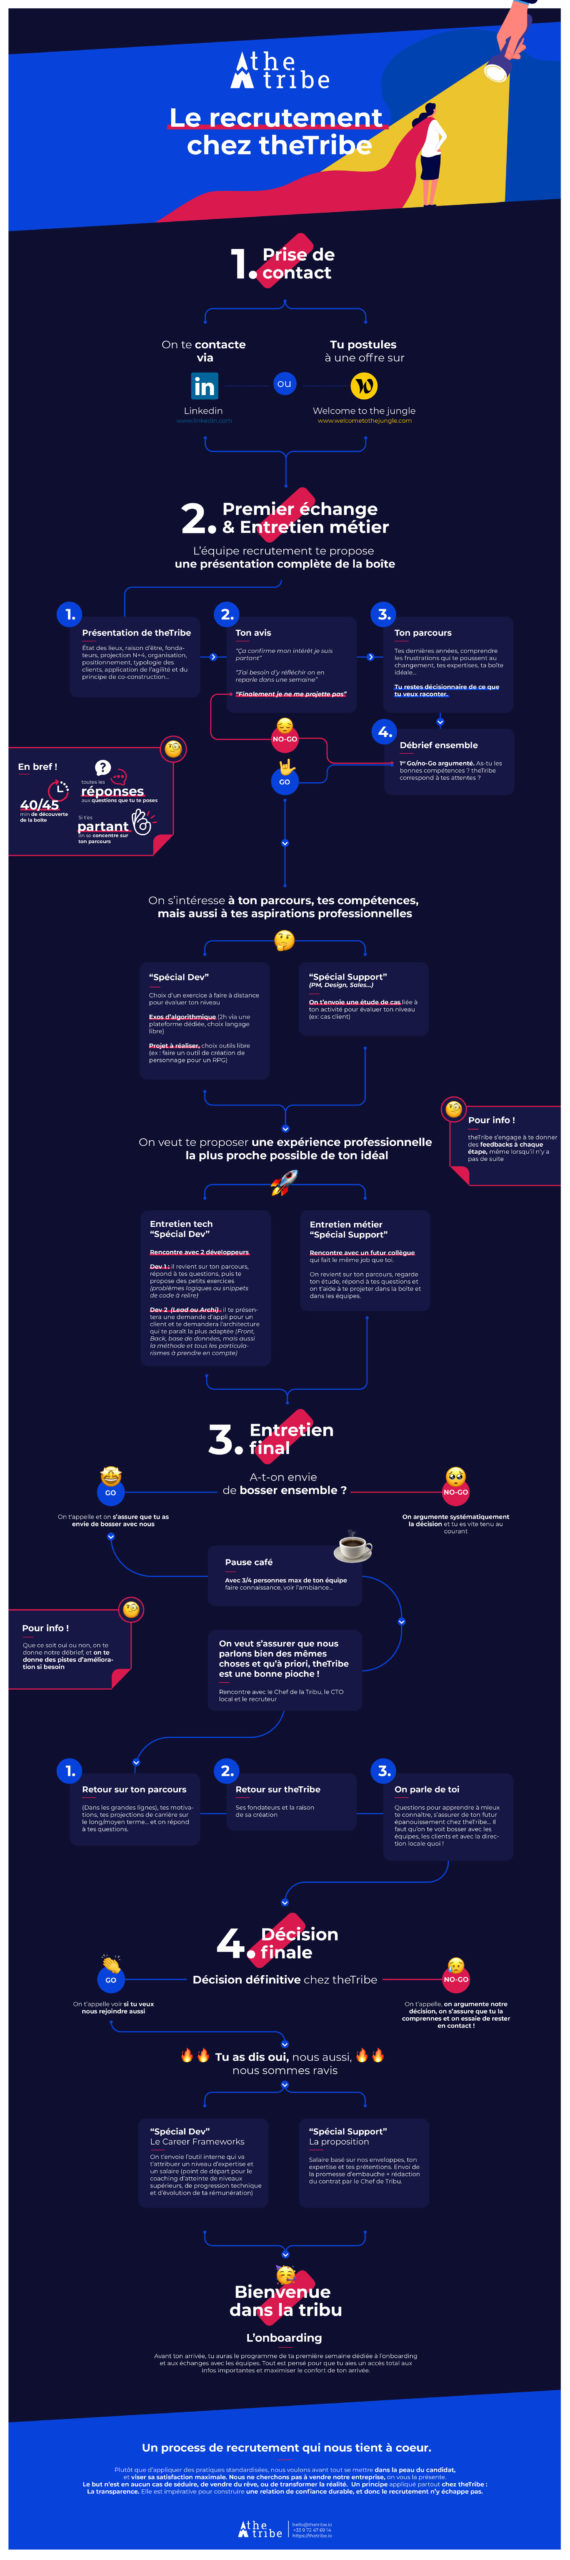 the
tribe
Le recrutement
chez theTribe
1. Prise de
contact
On te contacte
via
Tu postules
à une offre sur
in
ou
W
Linkedin
www.linkedin.com
Welcome to the jungle
www.welcometothejungle.com
2. Premier échange
& Entretien métier
L'équipe recrutement te propose
une présentation complète de la boîte
1.
Présentation de theTribe
État des lieux, raison d'être, fonda-
teurs, projection N+4, organisation,
positionnement, typologie des
clients, application de l'agilité et du
principe de co-construction...
2.
Ton avis
"Ça confirme mon intérêt je suis
partant"
"J'ai besoin d'y réfléchir on en
reparle dans une semaine"
"Finalement je ne me projette pas"
3.
Ton parcours
Tes dernières années, comprendre
les frustrations qui te poussent au
changement, tes expertises, ta boîte
idéale...
Tu restes décisionnaire de ce que
tu veux raconter.
NO-GO
GO
4.
Débrief ensemble
1er Go/no-Go argumenté. As-tu les
bonnes compétences ? theTribe
correspond à tes attentes ?
En bref !
40/45
min de découverte
de la boîte
toutes les
réponses
aux questions que tu te poses
Si t'es
partant
on se concentre sur
ton parcours
On s'intéresse à ton parcours, tes compétences,
mais aussi à tes aspirations professionnelles
"Spécial Dev"
Choix d'un exercice à faire à distance
pour évaluer ton niveau
Exos d'algorithmique (2h via une
plateforme dédiée, choix langage
libre)
Projet à réaliser, choix outils libre
(ex : faire un outil de création de
personnage pour un RPG)
"Spécial Support"
(PM, Design, Sales...)
On t'envoie une étude de cas liée à
ton activité pour évaluer ton niveau
(ex: cas client)
Pour info !
theTribe s'engage à te donner
des feedbacks à chaque
étape, même lorsqu'il n'y a
pas de suite
On veut te proposer une expérience professionnelle
la plus proche possible de ton idéal
Entretien tech
"Spécial Dev"
Rencontre avec 2 développeurs
Dev 1 : il revient sur ton parcours,
répond à tes questions, puis te
propose des petits exercices
(problèmes logiques ou snippets
de code à relire)
Dev 2 (Lead ou Archi) : il te présen-
tera une demande d'appli pour un
client et te demandera l'architecture
qui te paraît la plus adaptée (Front,
Back, base de données, mais aussi
la méthode et tous les particula-
rismes à prendre en compte)
Entretien métier
"Spécial Support"
Rencontre avec un futur collègue
qui fait le même job que toi.
On revient sur ton parcours, regarde
ton étude, répond à tes questions et
on t'aide à te projeter dans la boîte et
dans les équipes.
3. Entretien
final
A-t-on envie
de bosser ensemble ?
GO
NO-GO
On t'appelle et on s'assure que tu as
envie de bosser avec nous
On argumente systématiquement
la décision et tu es vite tenu au
courant
Pause café
Avec 3/4 personnes max de ton équipe
faire connaissance, voir l'ambiance...
Pour info !
Que ce soit oui ou non, on te
donne notre débrief, et on te
donne des pistes d'améliora-
tion si besoin
On veut s'assurer que nous
parlons bien des mêmes
choses et qu'à priori, theTribe
est une bonne pioche !
Rencontre avec le Chef de la Tribu, le CTO
local et le recruteur
1.
Retour sur ton parcours
(Dans les grandes lignes), tes motiva-
tions, tes projections de carrière sur
le long/moyen terme... et on répond
à tes questions.
2.
Retour sur theTribe
Ses fondateurs et la raison
de sa création
3.
On parle de toi
Questions pour apprendre à mieux
te connaître, s'assurer de ton futur
épanouissement chez theTribe... Il
faut qu'on te voit bosser avec les
équipes, les clients et avec la direc-
tion locale quoi !
4. Décision
finale
GO
Décision définitive chez theTribe
NO-GO
On t'appelle voir si tu veux
nous rejoindre aussi
On t'appelle, on argumente notre
décision, on s'assure que tu la
comprennes et on essaie de rester
en contact !
Tu as dis oui, nous aussi,
nous sommes ravis
"Spécial Dev"
Le Career Frameworks
On t'envoie l'outil interne qui va
t'attribuer un niveau d'expertise et
un salaire (point de départ pour le
coaching d'atteinte de niveaux
supérieurs, de progression technique
et d'évolution de ta rémunération)
"Spécial Support"
La proposition
Salaire basé sur nos enveloppes, ton
expertise et tes prétentions. Envoi de
la promesse d'embauche + rédaction
du contrat par le Chef de Tribu.
Bienvenue
dans la tribu
L'onboarding
Avant ton arrivée, tu auras le programme de ta première semaine dédiée à l'onboarding
et aux échanges avec les équipes. Tout est pensé pour que tu aies un accès total aux
infos importantes et maximiser le confort de ton arrivée.
Un process de recrutement qui nous tient à coeur.
Plutôt que d'appliquer des pratiques standardisées, nous voulons avant tout se mettre dans la peau du candidat,
et viser sa satisfaction maximale. Nous ne cherchons pas à vendre notre entreprise, on vous la présente.
Le but n'est en aucun cas de séduire, de vendre du rêve, ou de transformer la réalité. Un principe appliqué partout chez theTribe :
La transparence. Elle est impérative pour construire une relation de confiance durable, et donc le recrutement n'y échappe pas.
the
tribe
hello@thetribe.io
+33 9 72 47 69 14
https://thetribe.io